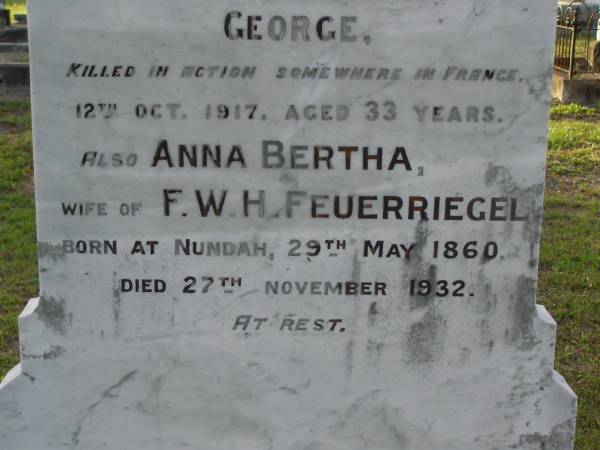 GEORGE,
KILLED IN ACTION SOMEWHERE IN FRANCE.
12TH OCT. 1917. AGED 33 YEARS.
ALSO ANNA BERTHA,
WIFE OF F. W. H. FEUERRIEGEL
BORN AT NUNDAH, 29TH MAY 1860.
DIED 27TH NOVEMBER 1932.
AT REST.